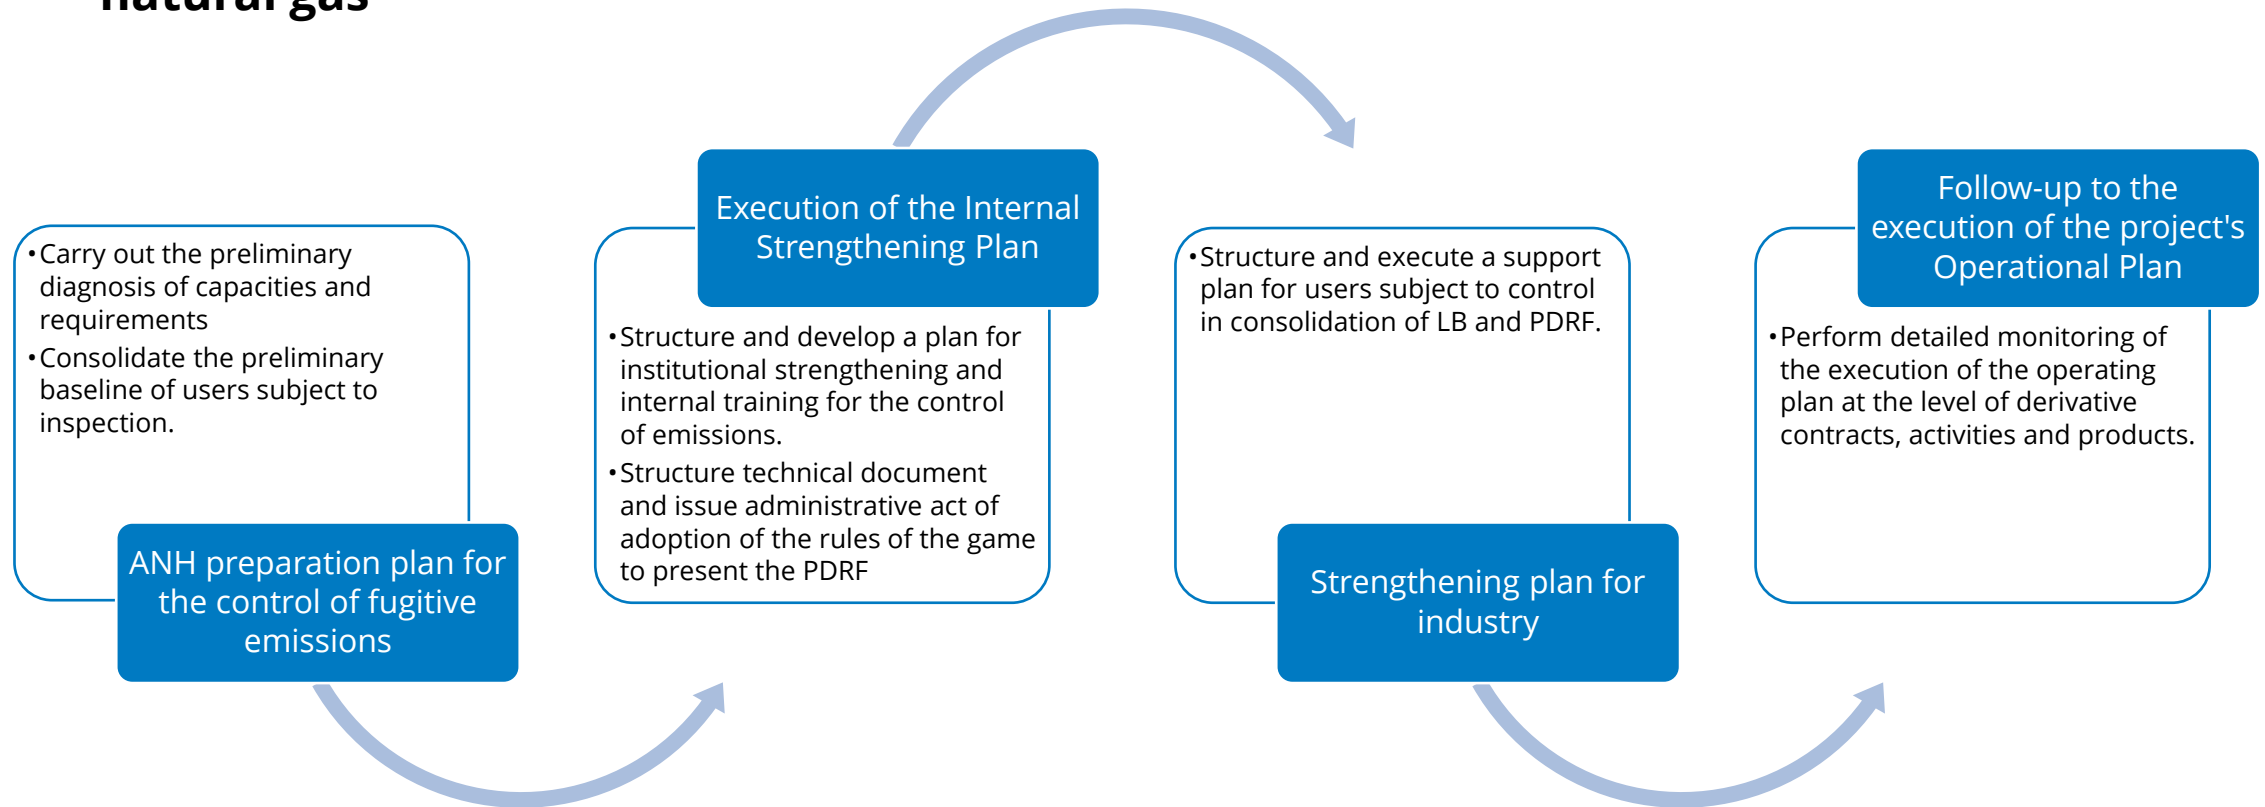 natural gas
•Carry out the preliminary
diagnosis of capacities and
requirements
•Consolidate the preliminary
baseline of users subject to
inspection.
ANH preparation plan for
the control of fugitive
emissions
Execution of the Internal
Strengthening Plan
•Structure and develop a plan for
institutional strengthening and
internal training for the control
of emissions.
•Structure technical document
and issue administrative act of
adoption of the rules of the game
to present the PDRF
•Structure and execute a support
plan for users subject to control
in consolidation of LB and PDRF.
Strengthening plan for
industry
Follow-up to the
execution of the project's
Operational Plan
•Perform detailed monitoring of
the execution of the operating
plan at the level of derivative
contracts, activities and products.